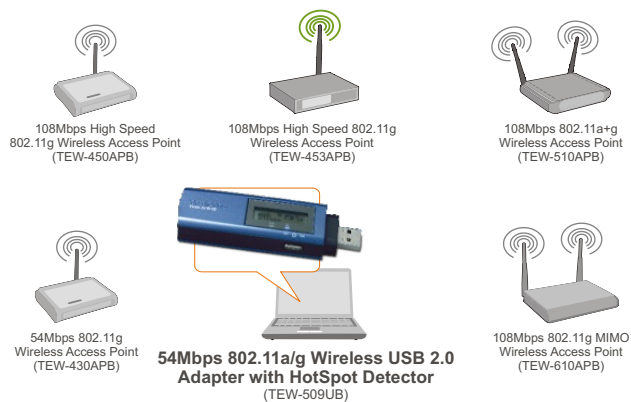 108Mbps High Speed
802.11g Wireless Access Point
(TEW-450APB)
108Mbps High Speed 802.11g
Wireless Access Point
(TEW-453APB)
108Mbps 802.11a+g
Wireless Access Point
(TEW-510APB)
54Mbps 802.11g
Wireless Access Point
(TEW-430APB)
54Mbps 802.11a/g Wireless USB 2.0
Adapter with HotSpot Detector
(TEW-509UB)
108Mbps 802.11g MIMO
Wireless Access Point
(TEW-610APB)